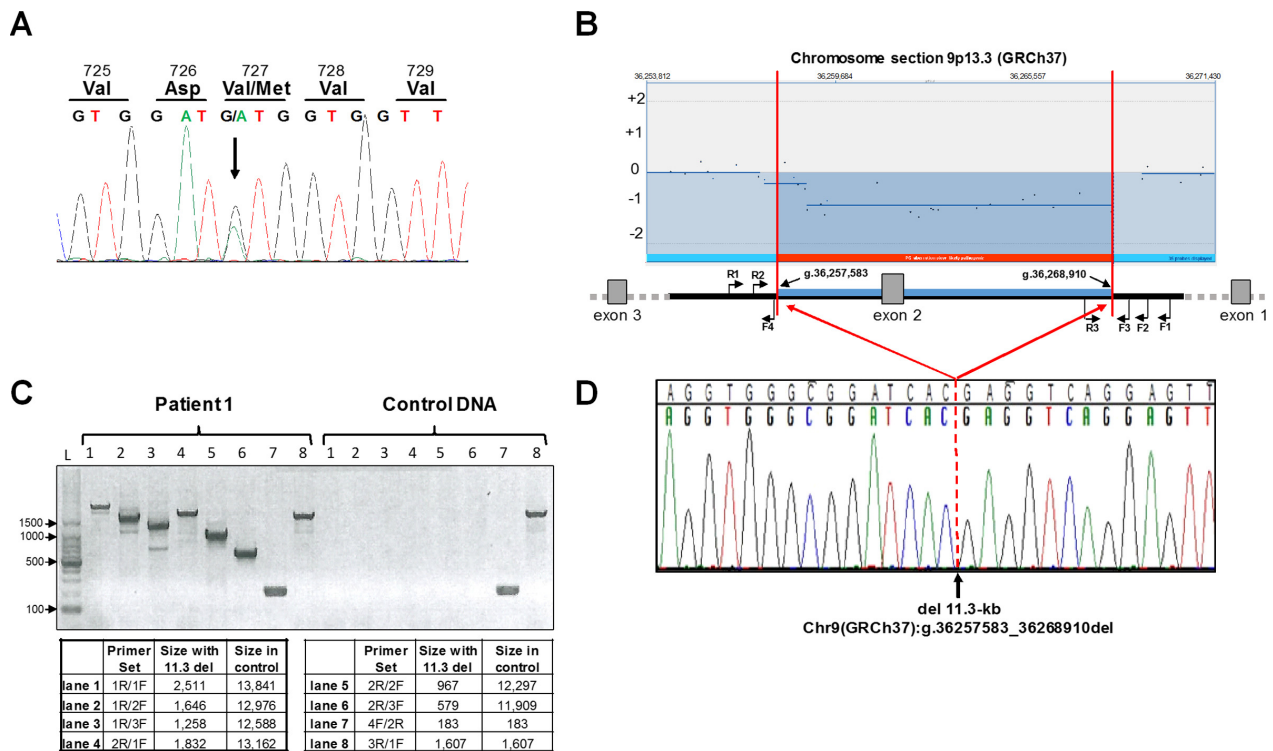 A
725 726 727 728 729
Val Asp Val/Met Val Val
G T G G A T G/A T G G T G G T T
B
Chromosome section 9p13.3 (GRCh37)
36,253,812 36,259,684 36,265,557 36,271,430
+2
+1
0
-1
-2
R1 R2 g.36,257,583 g.36,268,910
exon 3 F4 exon 2 R3 F3 F2 F1 exon 1
C
Patient 1 Control DNA
L 1 2 3 4 5 6 7 8 1 2 3 4 5 6 7 8
1500
1000
500
100
Primer Set Size with 11.3 del Size in control
lane 1 1R/1F 2,511 13,841
lane 2 1R/2F 1,646 12,976
lane 3 1R/3F 1,258 12,588
lane 4 2R/1F 1,832 13,162
Primer Set Size with 11.3 del Size in control
lane 5 2R/2F 967 12,297
lane 6 2R/3F 579 11,909
lane 7 4F/2R 183 183
lane 8 3R/1F 1,607 1,607
D
A G G T G G G C G G A T C A C G A G G T C A G G A G T T
A G G T G G G C G G A T C A C G A G G T C A G G A G T T
del 11.3-kb
Chr9(GRCh37):g.36257583_36268910del